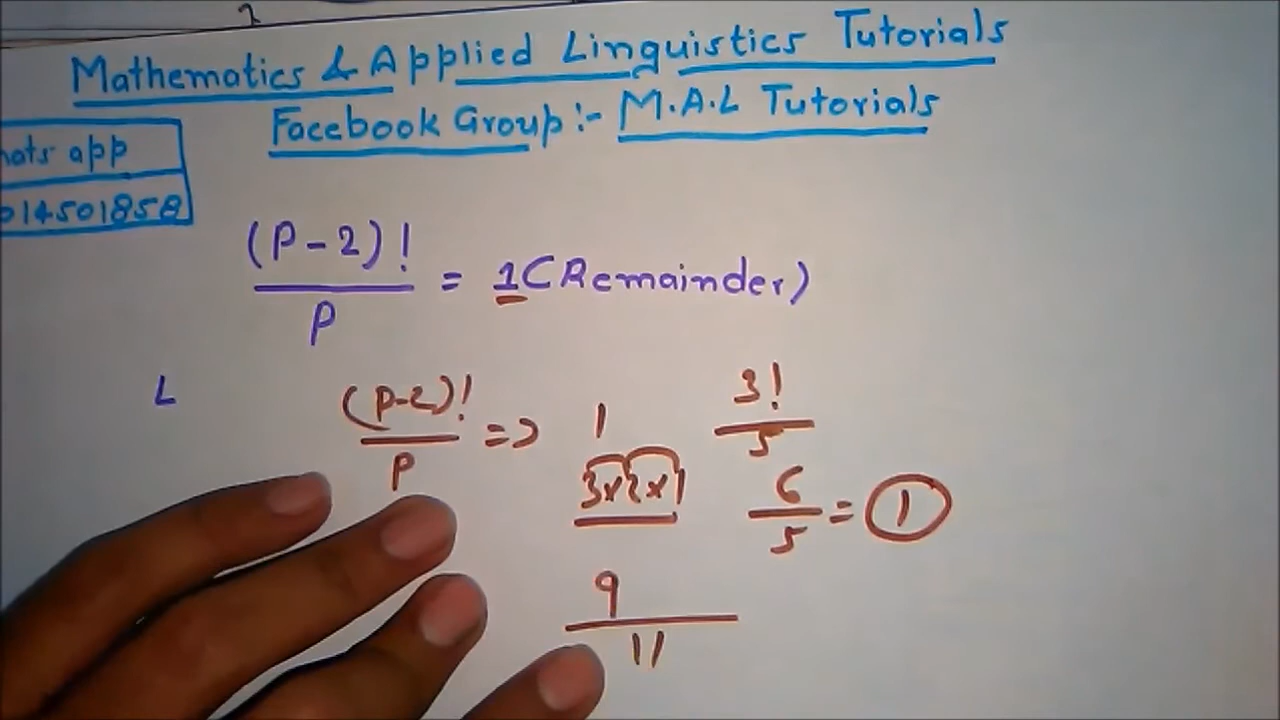 Mathematics & Applied Linguistics Tutorials
Facebook Group:- M.A.L Tutorials
hats app
014501858
(P-2)!
P
= 1(Remainder)
L
(P-2)!
P
=>
1
3x2x1
3!
5
6
5
= 1
9
11